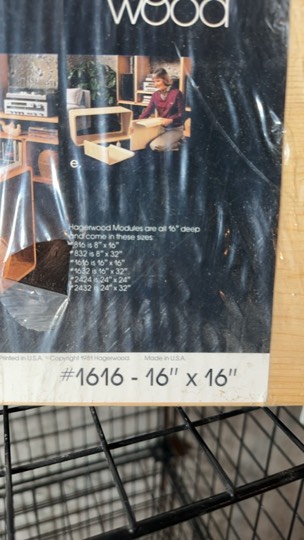 wood
e.
Hagerwood Modules are all 16" deep
and come in these sizes:
*816 is 8" x 16"
*832 is 8" x 32"
*1616 is 16" x 16"
*1632 is 16" x 32"
*2424 is 24" x 24"
*2432 is 24" x 32"
Printed in U.S.A. Copyright 1981 Hagerwood Made in U.S.A.
#1616 - 16" x 16"